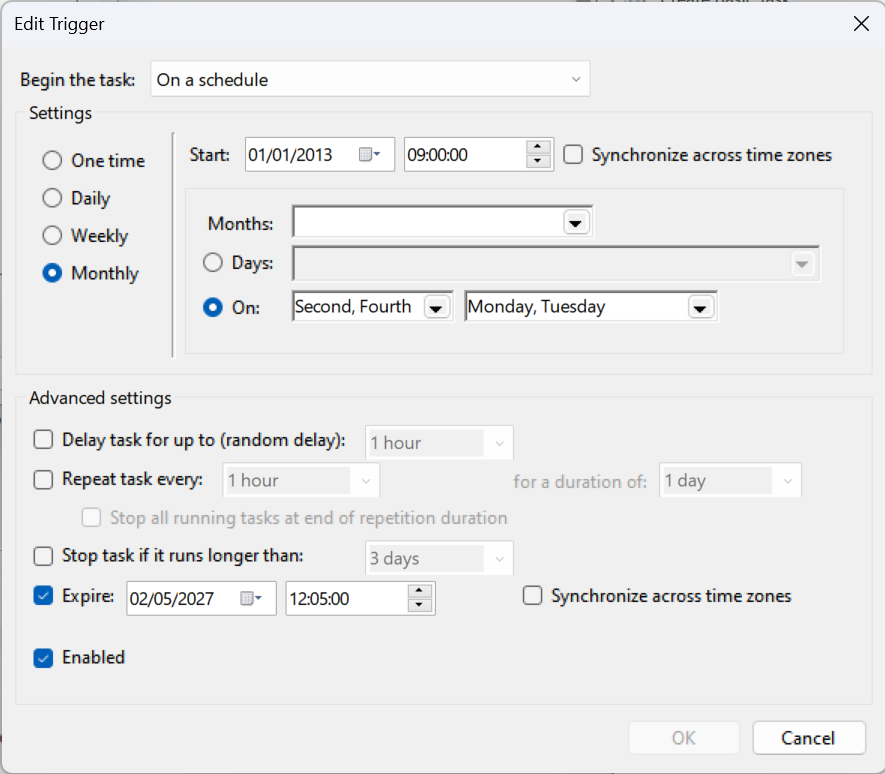 Edit Trigger
Begin the task: On a schedule
Settings
One time
Daily
Weekly
Monthly
Start: 01/01/2013 09:00:00 Synchronize across time zones
Months:
Days:
On: Second, Fourth Monday, Tuesday
Advanced settings
Delay task for up to (random delay): 1 hour
Repeat task every: 1 hour for a duration of: 1 day
Stop all running tasks at end of repetition duration
Stop task if it runs longer than: 3 days
Expire: 02/05/2027 12:05:00 Synchronize across time zones
Enabled
OK Cancel